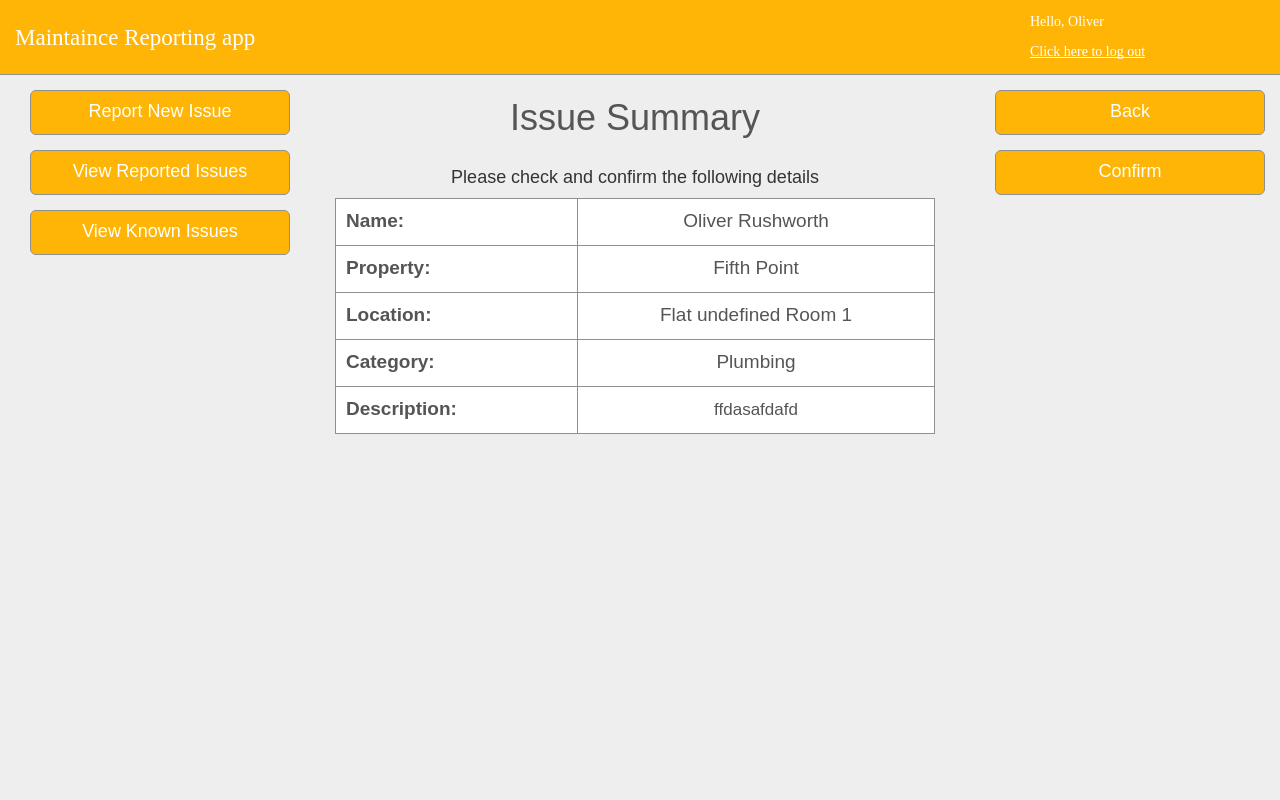 Maintaince Reporting app
Hello, Oliver
Click here to log out
Report New Issue
View Reported Issues
View Known Issues
Issue Summary
Please check and confirm the following details
Name: Oliver Rushworth
Property: Fifth Point
Location: Flat undefined Room 1
Category: Plumbing
Description: ffdasafdafd
Back
Confirm